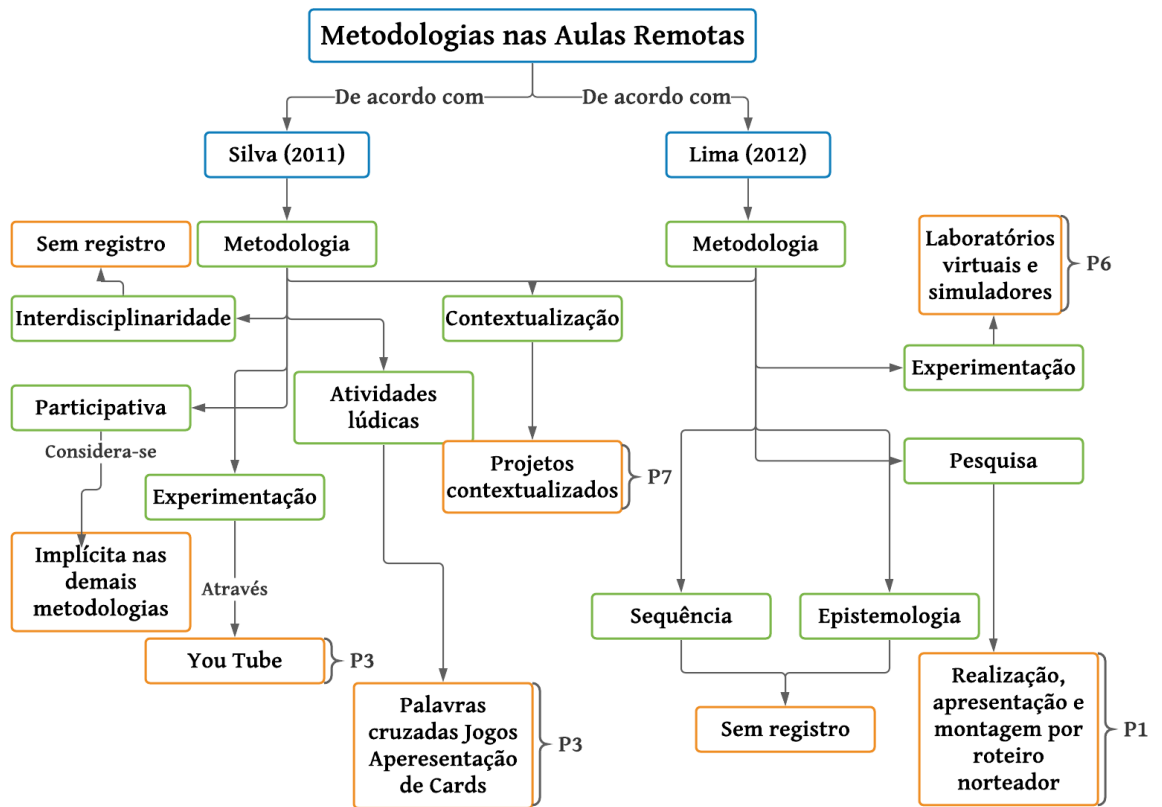 Metodologias nas Aulas Remotas
De acordo com
De acordo com
Silva (2011)
Lima (2012)
Sem registro
Metodologia
Metodologia
Laboratórios
virtuais e
simuladores
P6
Interdisciplinaridade
Contextualização
Experimentação
Participativa
Atividades
lúdicas
Considera-se
Projetos
contextualizados
P7
Pesquisa
Experimentação
Implícita nas
demais
metodologias
Através
Sequência
Epistemologia
You Tube
P3
Palavras
cruzadas Jogos
Aperesentação
de Cards
P3
Sem registro
Realização,
apresentação e
montagem por
roteiro
norteador
P1